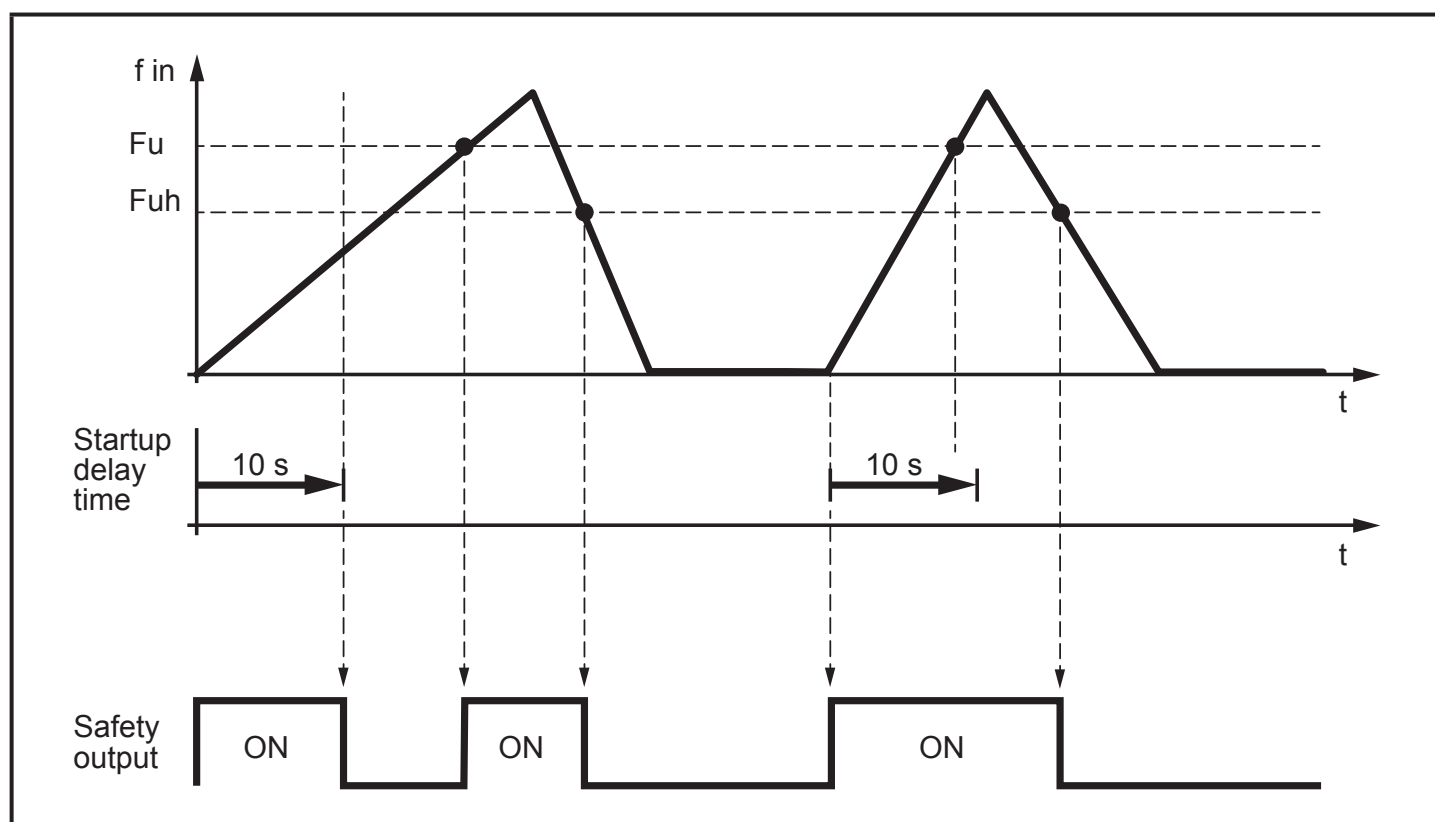 f in
Fu
Fuh
t
Startup
delay
time
10 s
10 s
t
Safety
output
ON
ON
ON